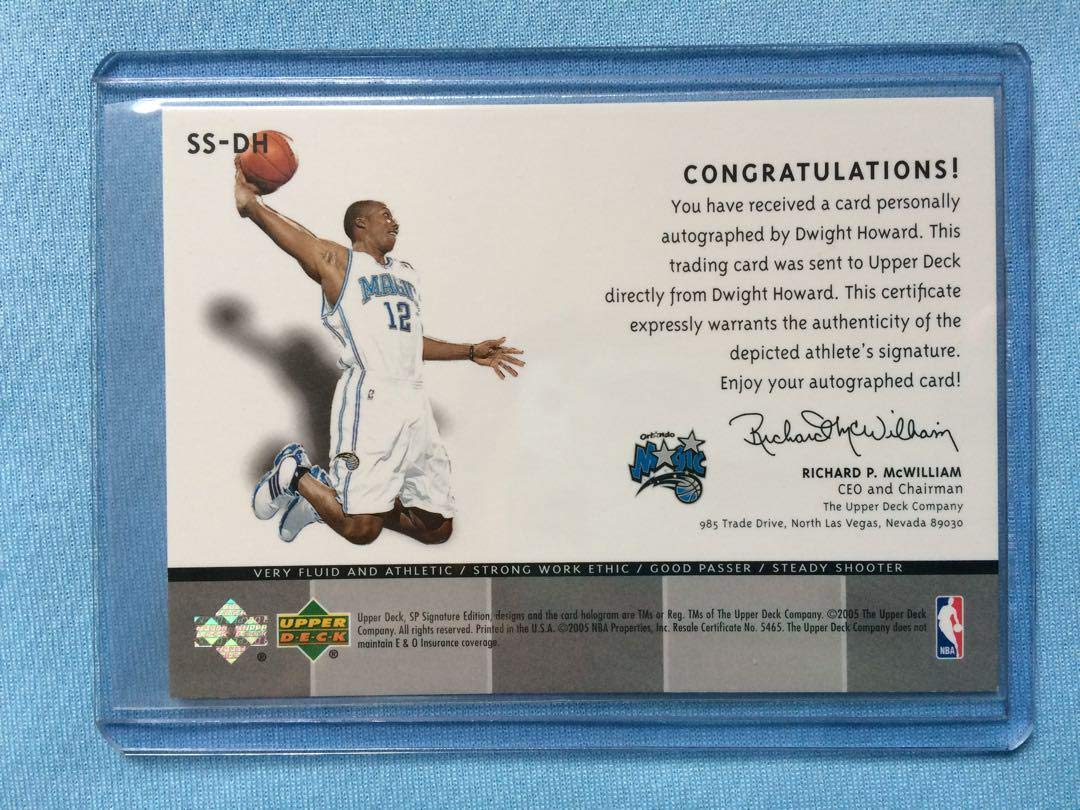 SS-DH
CONGRATULATIONS!
You have received a card personally
autographed by Dwight Howard. This
trading card was sent to Upper Deck
directly from Dwight Howard. This certificate
expressly warrants the authenticity of the
depicted athlete's signature.
Enjoy your autographed card!
MAGIC
12
Orlando
Magic
Richard P. McWilliam
RICHARD P. McWILLIAM
CEO and Chairman
The Upper Deck Company
985 Trade Drive, North Las Vegas, Nevada 89030
VERY FLUID AND ATHLETIC / STRONG WORK ETHIC / GOOD PASSER / STEADY SHOOTER
UPPER
D·E·C·K
®
®
Upper Deck, SP Signature Edition, designs and the card hologram are TMs or Reg. TMs of The Upper Deck Company. ©2005 The Upper Deck
Company. All rights reserved. Printed in the U.S.A. ©2005 NBA Properties, Inc. Resale Certificate No. 5465. The Upper Deck Company does not
maintain E & O Insurance coverage.
NBA